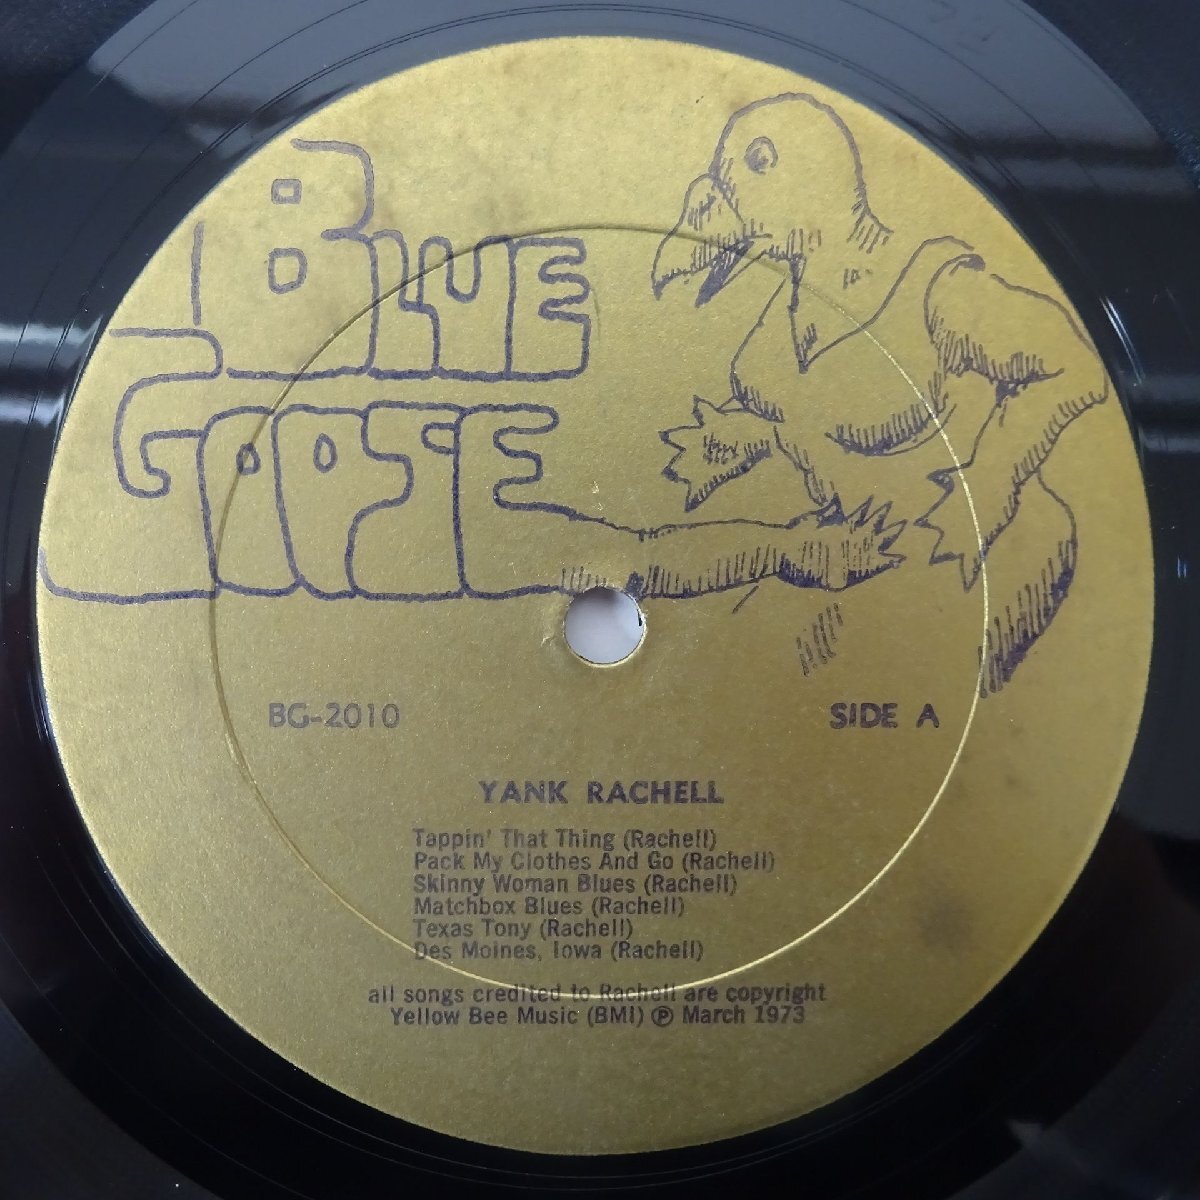 BLUE
GOOSE
BG-2010
SIDE A
YANK RACHELL
Tappin' That Thing (Rachell)
Pack My Clothes And Go (Rachell)
Skinny Woman Blues (Rachell)
Matchbox Blues (Rachell)
Texas Tony (Rachell)
Des Moines, Iowa (Rachell)
all songs credited to Rachell are copyright
Yellow Bee Music (BMI) ℗ March 1973